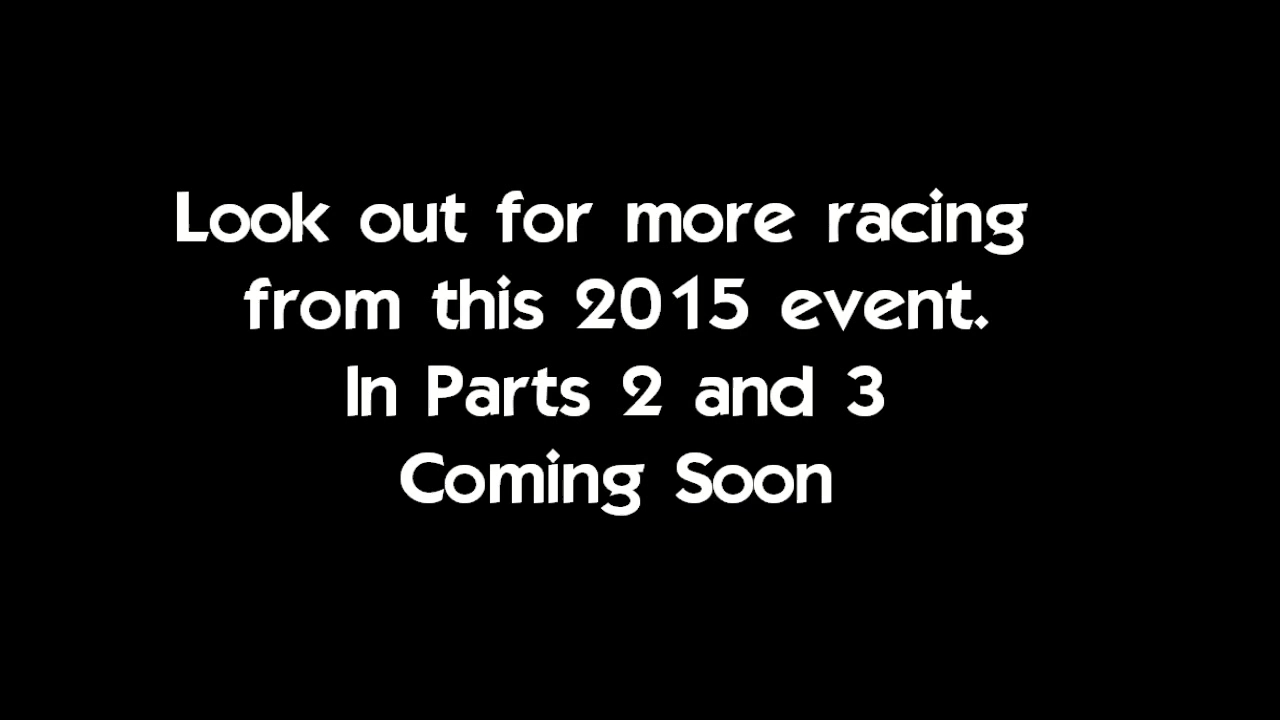 Look out for more racing
from this 2015 event.
In Parts 2 and 3
Coming Soon